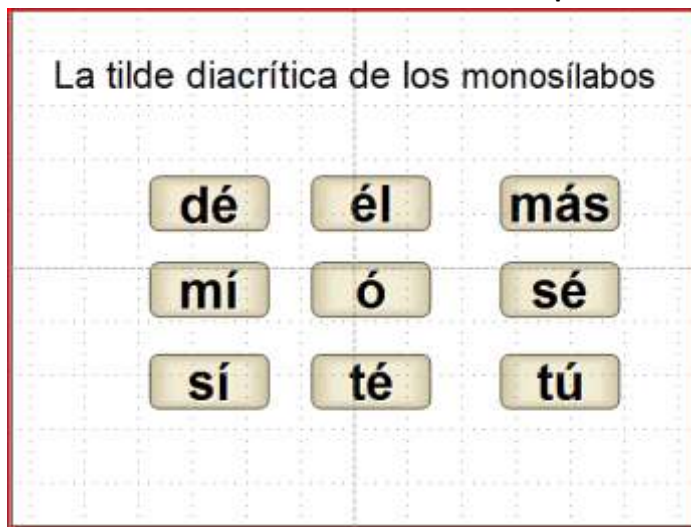 La tilde diacrítica de los monosílabos
dé él más
mí ó sé
sí té tú